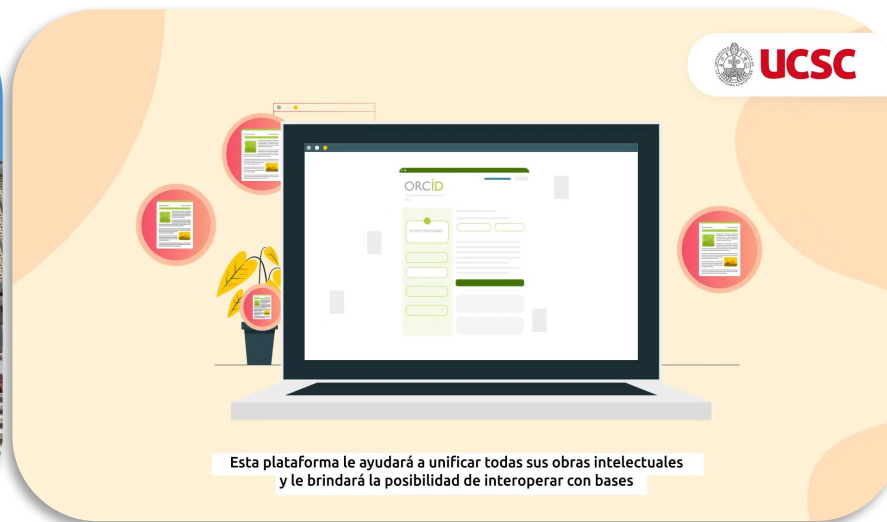 UCSC
ORCID
Esta plataforma le ayudará a unificar todas sus obras intelectuales
y le brindará la posibilidad de interoperar con bases